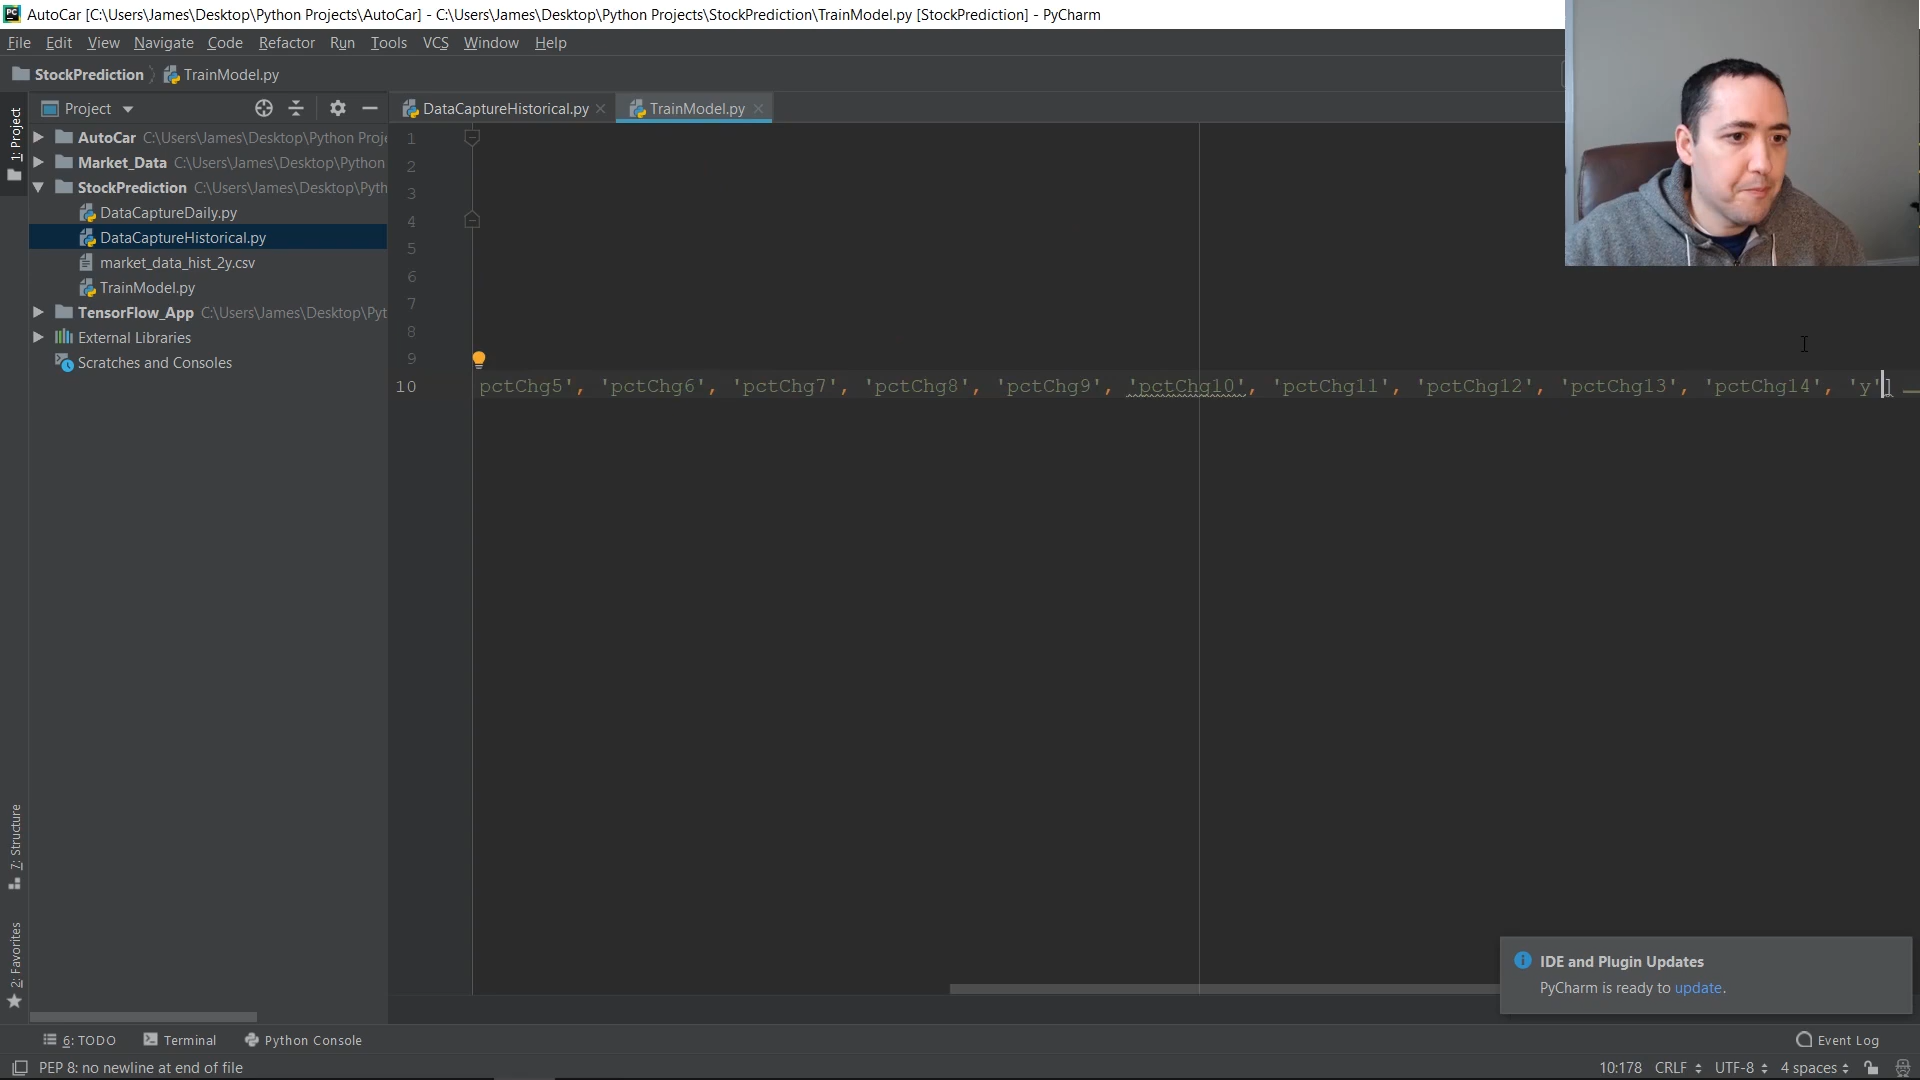 AutoCar [C:\Users\James\Desktop\Python Projects\AutoCar] - C:\Users\James\Desktop\Python Projects\StockPrediction\TrainModel.py [StockPrediction] - PyCharm
File Edit View Navigate Code Refactor Run Tools VCS Window Help
StockPrediction TrainModel.py
Project
DataCaptureHistorical.py
TrainModel.py
1: Project
AutoCar C:\Users\James\Desktop\Python Proje
Market_Data C:\Users\James\Desktop\Python
StockPrediction C:\Users\James\Desktop\Pyth
DataCaptureDaily.py
DataCaptureHistorical.py
market_data_hist_2y.csv
TrainModel.py
TensorFlow_App C:\Users\James\Desktop\Pyt
External Libraries
Scratches and Consoles
1
2
3
4
5
6
7
8
9
10 pctChg5', 'pctChg6', 'pctChg7', 'pctChg8', 'pctChg9', 'pctChg10', 'pctChg11', 'pctChg12', 'pctChg13', 'pctChg14', 'y']
7: Structure
2: Favorites
IDE and Plugin Updates
PyCharm is ready to update.
6: TODO Terminal Python Console Event Log
PEP 8: no newline at end of file 10:178 CRLF UTF-8 4 spaces